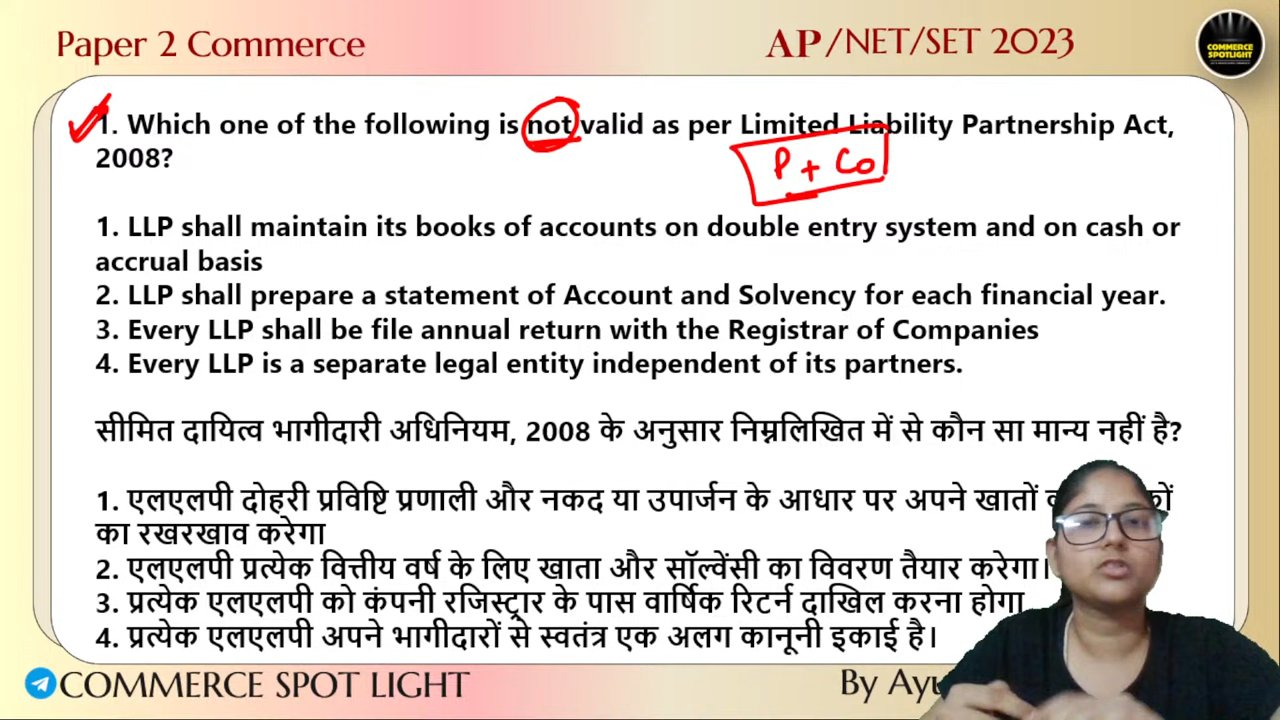 Paper 2 Commerce
AP/NET/SET 2023
COMMERCE
SPOTLIGHT
1. Which one of the following is not valid as per Limited Liability Partnership Act,
2008?
P + Co
1. LLP shall maintain its books of accounts on double entry system and on cash or
accrual basis
2. LLP shall prepare a statement of Account and Solvency for each financial year.
3. Every LLP shall be file annual return with the Registrar of Companies
4. Every LLP is a separate legal entity independent of its partners.
सीमित दायित्व भागीदारी अधिनियम, 2008 के अनुसार निम्नलिखित में से कौन सा मान्य नहीं है?
1. एलएलपी दोहरी प्रविष्टि प्रणाली और नकद या उपार्जन के आधार पर अपने खातों
का रखरखाव करेगा
2. एलएलपी प्रत्येक वित्तीय वर्ष के लिए खाता और सॉल्वेंसी का विवरण तैयार करेगा।
3. प्रत्येक एलएलपी को कंपनी रजिस्ट्रार के पास वार्षिक रिटर्न दाखिल करना होगा
4. प्रत्येक एलएलपी अपने भागीदारों से स्वतंत्र एक अलग कानूनी इकाई है।
COMMERCE SPOT LIGHT
By